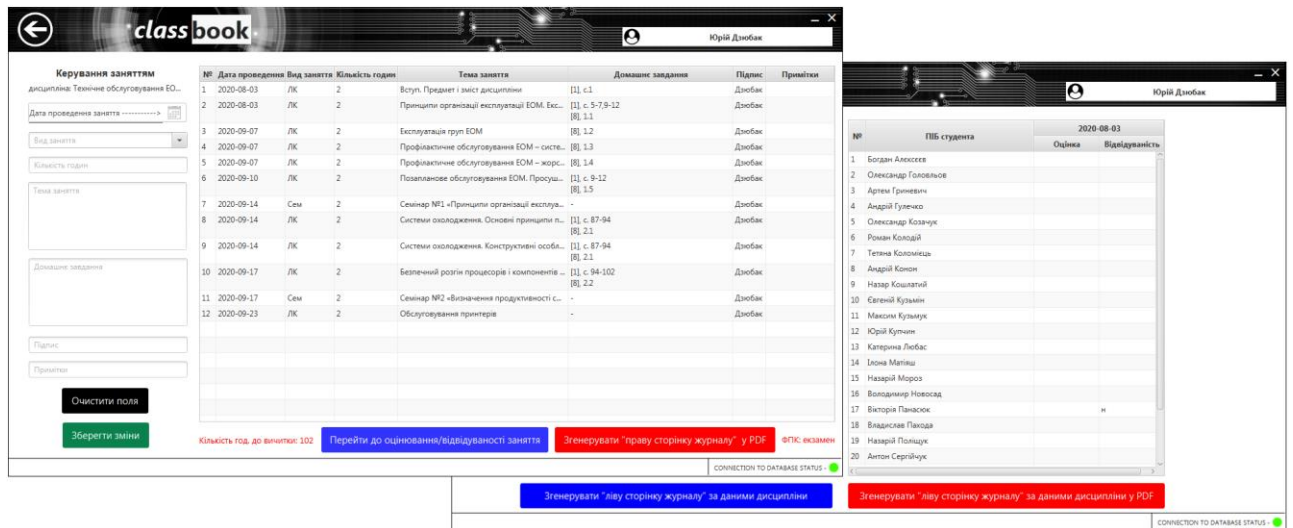 classbook
Юрій Дзюбак
Керування заняттям
дисципліна: Технічне обслуговування ЕО...
Дата проведення заняття ----------->
Вид заняття
Кількість годин
Тема заняття
Домашнє завдання
Підпис
Примітки
Очистити поля
Зберегти зміни
№ Дата проведення Вид заняття Кількість годин Тема заняття Домашнє завдання Підпис Примітки
1 2020-08-03 ЛК 2 Вступ. Предмет і зміст дисципліни [1], с.1 Дзюбак
2 2020-08-03 ЛК 2 Принципи організації експлуатації ЕОМ. Екс... [1], с. 5-7,9-12 Дзюбак
[8], 1.1
3 2020-09-07 ЛК 2 Експлуатація груп ЕОМ [8], 1.2 Дзюбак
4 2020-09-07 ЛК 2 Профілактичне обслуговування ЕОМ – систе... [8], 1.3 Дзюбак
5 2020-09-07 ЛК 2 Профілактичне обслуговування ЕОМ – жорс... [8], 1.4 Дзюбак
6 2020-09-10 ЛК 2 Позапланове обслуговування ЕОМ. Просуш... [1], с. 9-12 Дзюбак
[8], 1.5
7 2020-09-14 Сем 2 Семінар №1 «Принципи організації експлуа... - Дзюбак
8 2020-09-14 ЛК 2 Системи охолодження. Основні принципи п... [1], с. 87-94 Дзюбак
[8], 2.1
9 2020-09-14 ЛК 2 Системи охолодження. Конструктивні особл... [1], с. 87-94 Дзюбак
[8], 2.1
10 2020-09-17 ЛК 2 Безпечний розгін процесорів і компонентів ... [1], с. 94-102 Дзюбак
[8], 2.2
11 2020-09-17 Сем 2 Семінар №2 «Визначення продуктивності с... - Дзюбак
12 2020-09-23 ЛК 2 Обслуговування принтерів - Дзюбак
Кількість год. до вичитки: 102
Перейти до оцінювання/відвідуваності заняття
Згенерувати "праву сторінку журналу" у PDF
ФПК: екзамен
CONNECTION TO DATABASE STATUS -
Юрій Дзюбак
№ ПІБ студента 2020-08-03
Оцінка Відвідуваність
1 Богдан Алексєєв
2 Олександр Головльов
3 Артем Гриневич
4 Андрій Гулечко
5 Олександр Козачук
6 Роман Колодій
7 Тетяна Коломієць
8 Андрій Конон
9 Назар Кошлатий
10 Євгеній Кузьмін
11 Максим Кузьмук
12 Юрій Купчин
13 Катерина Любас
14 Ілона Матіяш
15 Назарій Мороз
16 Володимир Новосад
17 Вікторія Панасюк н
18 Владислав Пахода
19 Назарій Поліщук
20 Антон Сергійчук
Згенерувати "ліву сторінку журналу" за даними дисципліни
Згенерувати "ліву сторінку журналу" за даними дисципліни у PDF
CONNECTION TO DATABASE STATUS -